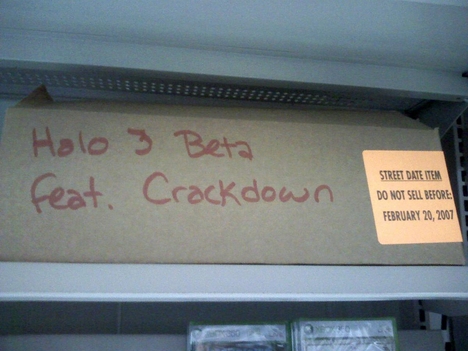 Halo 3 Beta
feat. Crackdown
STREET DATE ITEM
DO NOT SELL BEFORE:
FEBRUARY 20, 2007